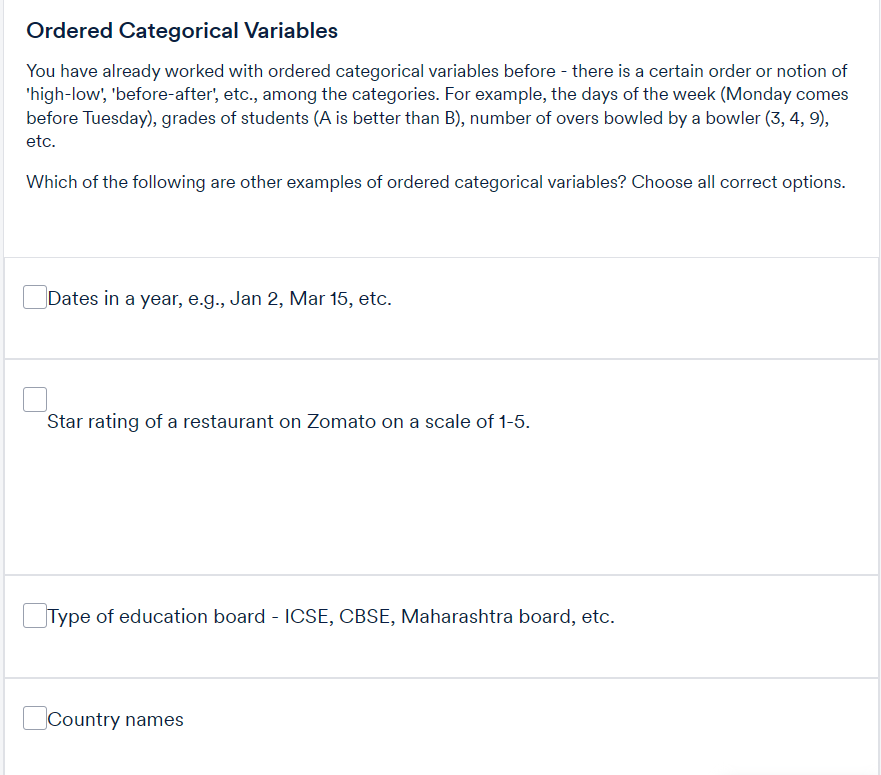 Ordered Categorical Variables
You have already worked with ordered categorical variables before - there is a certain order or notion of
'high-low', 'before-after', etc., among the categories. For example, the days of the week (Monday comes
before Tuesday), grades of students (A is better than B), number of overs bowled by a bowler (3, 4, 9),
etc.
Which of the following are other examples of ordered categorical variables? Choose all correct options.
Dates in a year, e.g., Jan 2, Mar 15, etc.
Star rating of a restaurant on Zomato on a scale of 1-5.
Type of education board - ICSE, CBSE, Maharashtra board, etc.
Country names